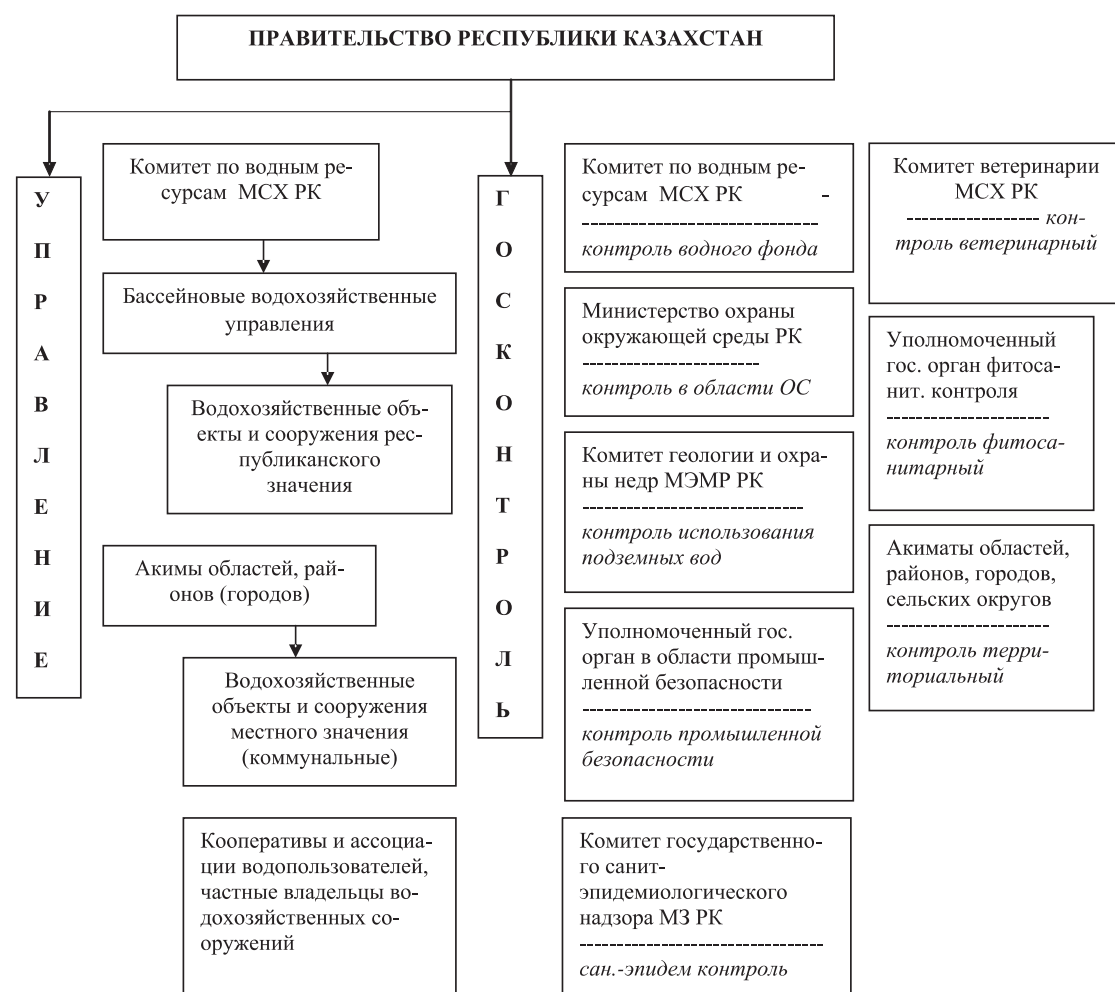 ПРАВИТЕЛЬСТВО РЕСПУБЛИКИ КАЗАХСТАН
У
П
Р
А
В
Л
Е
Н
И
Е
Комитет по водным ре-
сурсам МСХ РК
Бассейновые водохозяйственные
управления
Водохозяйственные объ-
екты и сооружения рес-
публиканского
значения
Акимы областей, рай-
онов (городов)
Водохозяйственные
объекты и сооружения
местного значения
(коммунальные)
Кооперативы и ассоциа-
ции водопользователей,
частные владельцы во-
дохозяйственных со-
оружений
Г
О
С
К
О
Н
Т
Р
О
Л
Ь
Комитет по водным ре-
сурсам МСХ РК -
----------------------------
контроль водного фонда
Министерство охраны
окружающей среды РК
---------------------
контроль в области ОС
Комитет геологии и охра-
ны недр МЭМР РК
---------------------------
контроль использования
подземных вод
Уполномоченный гос.
орган в области промыш-
ленной безопасности
----------------------------
контроль промышленной
безопасности
Комитет государственно-
го санит-
эпидемиологического
надзора МЗ РК
------------------------------
сан.-эпидем контроль
Комитет ветеринарии
МСХ РК
------------------ кон-
троль ветеринарный
Уполномоченный
гос. орган фитоса-
нит. контроля
--------------------
контроль фитоса-
нитарный
Акиматы областей,
районов, городов,
сельских округов
--------------------
контроль терри-
ториальный